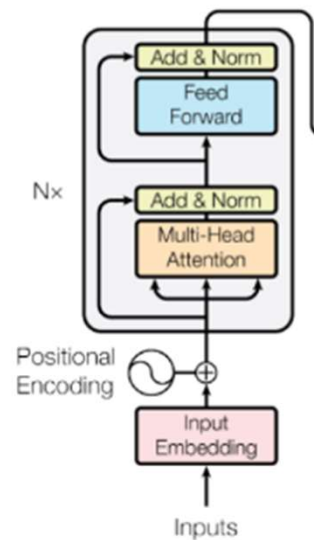 Add & Norm
Feed
Forward
Nx
Add & Norm
Multi-Head
Attention
Positional
Encoding
Input
Embedding
Inputs